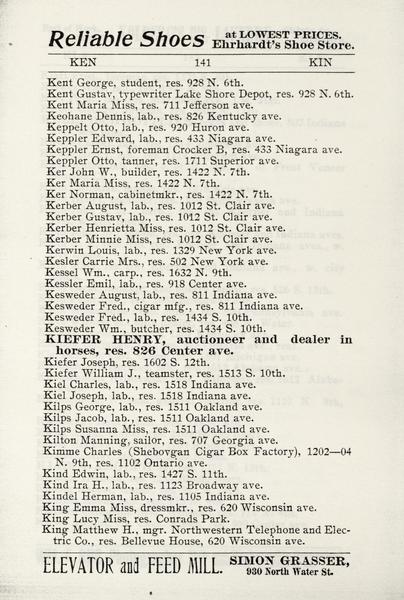 Reliable Shoes at LOWEST PRICES. Ehrhardt's Shoe Store.
KEN 141 KIN
Kent George, student, res. 928 N. 6th.
Kent Gustav, typewriter Lake Shore Depot, res. 928 N. 6th.
Kent Maria Miss, res. 711 Jefferson ave.
Keohane Dennis, lab., res. 826 Kentucky ave.
Keppelt Otto, lab., res. 920 Huron ave.
Keppler Edward, lab., res. 433 Niagara ave.
Keppler Ernst, foreman Crocker B, res. 433 Niagara ave.
Keppler Otto, tanner, res. 1711 Superior ave.
Ker John W., builder, res. 1422 N. 7th.
Ker Maria Miss, res. 1422 N. 7th.
Ker Norman, cabinetmkr., res. 1422 N. 7th.
Kerber August, lab., res. 1012 St. Clair ave.
Kerber Gustav, lab., res. 1012 St. Clair ave.
Kerber Henrietta Miss, res. 1012 St. Clair ave.
Kerber Minnie Miss, res. 1012 St. Clair ave.
Kerwin Louis, lab., res. 1329 New York ave.
Kesler Carrie Mrs., res. 502 New York ave.
Kessel Wm., carp., res. 1632 N. 9th.
Kessler Emil, lab., res. 918 Center ave.
Kesweder August, lab., res. 811 Indiana ave.
Kesweder Fred., cigar mfg., res. 811 Indiana ave.
Kesweder Fred., lab., res. 1434 S. 10th.
Kesweder Wm., butcher, res. 1434 S. 10th.
KIEFER HENRY, auctioneer and dealer in
horses, res. 826 Center ave.
Kiefer Joseph, res. 1602 S. 12th.
Kiefer William J., teamster, res. 1513 S. 10th.
Kiel Charles, lab., res. 1518 Indiana ave.
Kiel Joseph, lab., res. 1518 Indiana ave.
Kilps George, lab., res. 1511 Oakland ave.
Kilps Jacob, lab., res. 1511 Oakland ave.
Kilps Susanna Miss, res. 1511 Oakland ave.
Kilton Manning, sailor, res. 707 Georgia ave.
Kimme Charles (Shebovgan Cigar Box Factory), 1202—04
N. 9th, res. 1102 Ontario ave.
Kind Edwin, lab., res. 1427 S. 11th.
Kind Ira H., lab., res. 1123 Broadway ave.
Kindel Herman, lab., res. 1105 Indiana ave.
King Emma Miss, dressmkr., res. 620 Wisconsin ave.
King Lucy Miss, res. Conrads Park.
King Matthew H., mgr. Northwestern Telephone and Elec-
tric Co., res. Bellevue House, 620 Wisconsin ave.
ELEVATOR and FEED MILL. SIMON GRASSER, 930 North Water St.